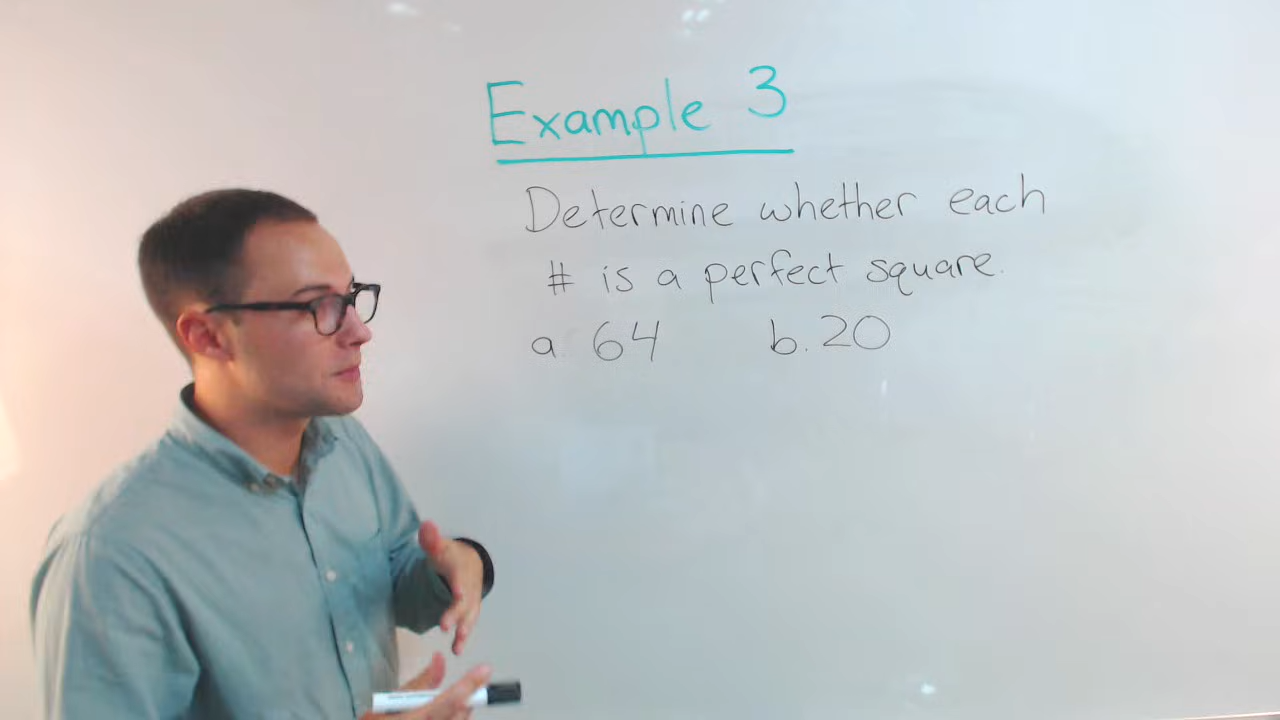 Example 3
Determine whether each
# is a perfect square.
a. 64 b. 20